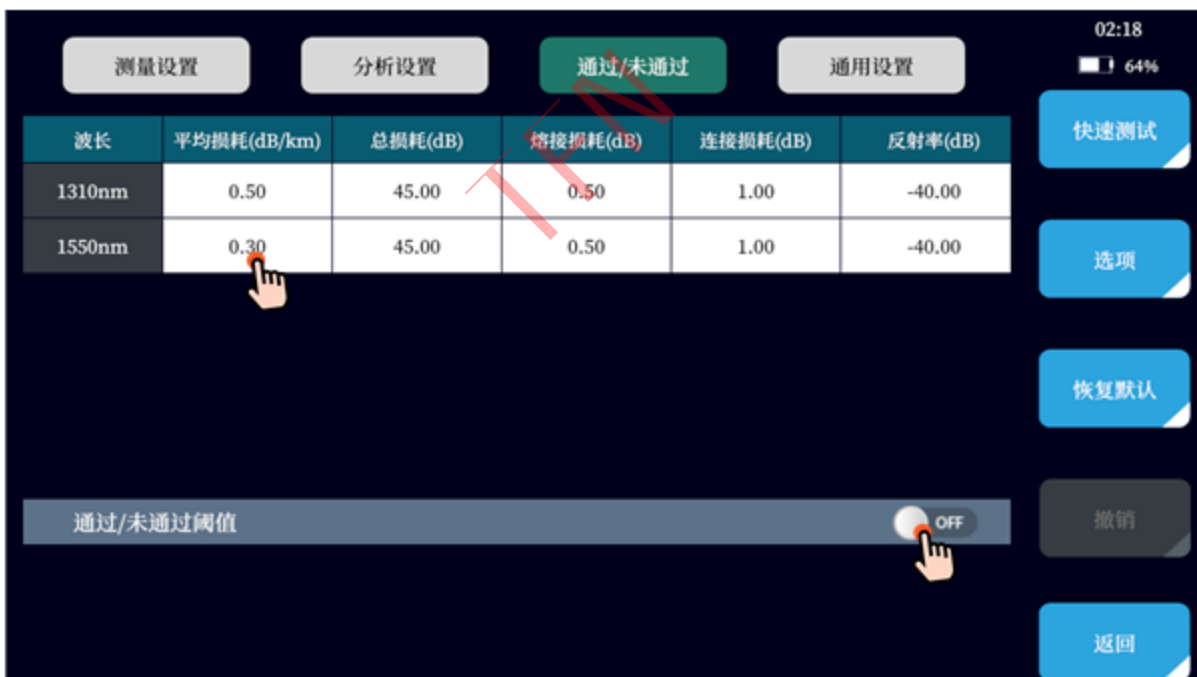 02:18
测量设置 分析设置 通过/未通过 通用设置
64%
波长 平均损耗(dB/km) 总损耗(dB) 熔接损耗(dB) 连接损耗(dB) 反射率(dB)
快速测试
1310nm 0.50 45.00 0.50 1.00 -40.00
1550nm 0.30 45.00 0.50 1.00 -40.00
选项
恢复默认
通过/未通过阈值 OFF
撤销
返回
TFN